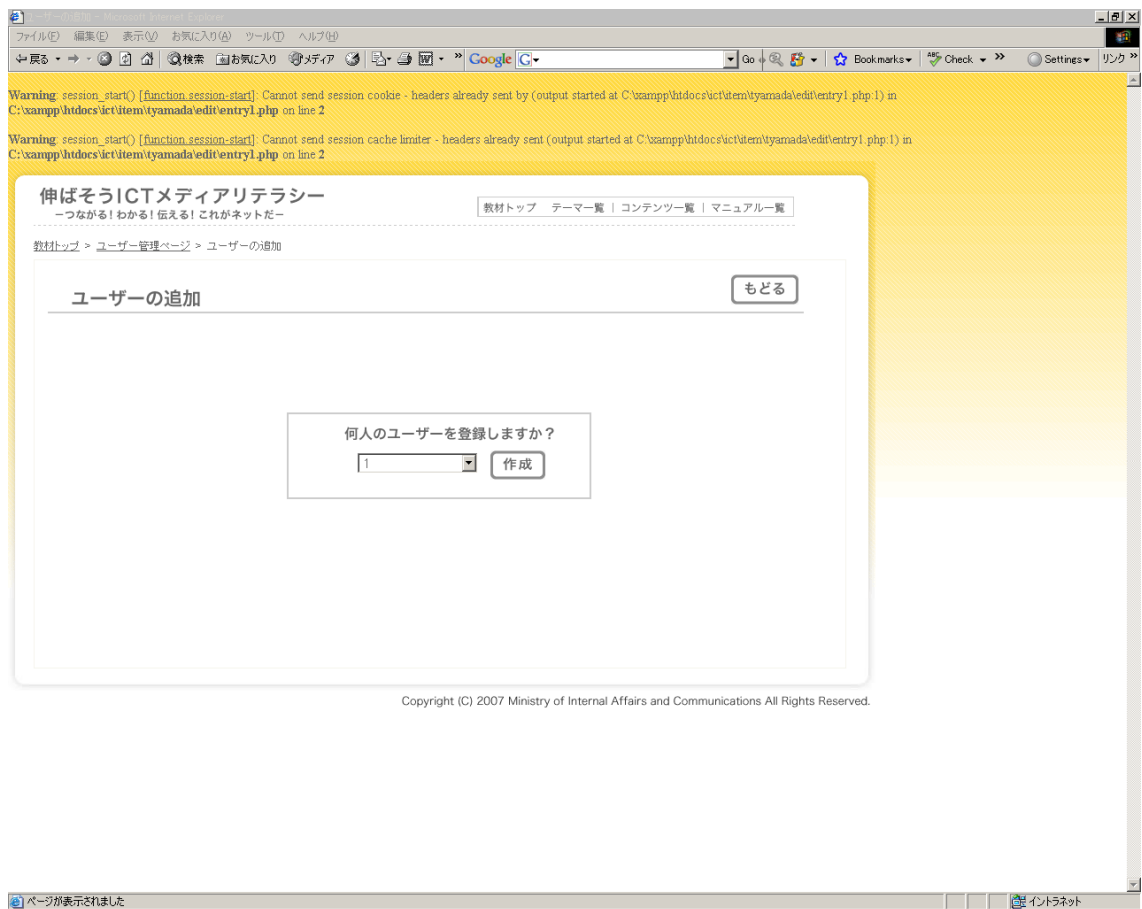 ユーザーの追加 - Microsoft Internet Explorer
ファイル(F) 編集(E) 表示(V) お気に入り(A) ツール(T) ヘルプ(H)
戻る 検索 お気に入り メディア » Google G Go Bookmarks Check » Settings リンク »
Warning: session_start() [function.session-start]: Cannot send session cookie - headers already sent by (output started at C:\xampp\htdocs\ict\item\tyamada\edit\entry1.php:1) in
C:\xampp\htdocs\ict\item\tyamada\edit\entry1.php on line 2
Warning: session_start() [function.session-start]: Cannot send session cache limiter - headers already sent (output started at C:\xampp\htdocs\ict\item\tyamada\edit\entry1.php:1) in
C:\xampp\htdocs\ict\item\tyamada\edit\entry1.php on line 2
伸ばそうICTメディアリテラシー
－つながる！わかる！伝える！これがネットだ－
教材トップ テーマ一覧 | コンテンツ一覧 | マニュアル一覧
教材トップ > ユーザー管理ページ > ユーザーの追加
ユーザーの追加
もどる
何人のユーザーを登録しますか？
1
作成
Copyright (C) 2007 Ministry of Internal Affairs and Communications All Rights Reserved.
ページが表示されました
イントラネット